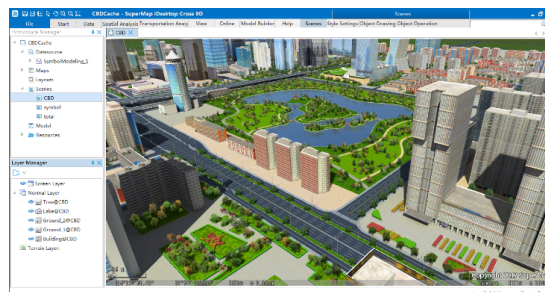 CBDCache - SuperMap iDesktop Cross 9D
Scenes
File Start Data Spatial Analysis Transportation Analy View Online Model Builder Help Scenes Style Settings Object Drawing Object Operation
Workspace Manager
CBD
CBDCache
Datasource
SymbolModeling_1
Maps
Layouts
Scenes
CBD
symbol
total
Model
Resources
Layer Manager
Screen Layer
Normal Layer
Tree@CBD
Lake@CBD
Ground_2@CBD
Ground_1@CBD
Building@CBD
Terrain Layer